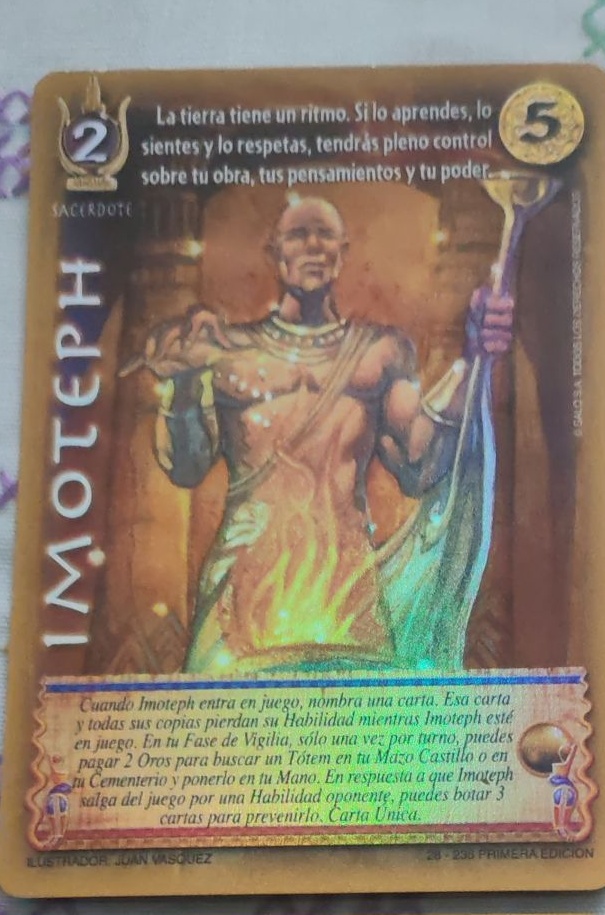 2
SACERDOTE
5
La tierra tiene un ritmo. Si lo aprendes, lo
sientes y lo respetas, tendrás pleno control
sobre tu obra, tus pensamientos y tu poder.
© SALO S.A. TODOS LOS DERECHOS RESERVADOS
IMOTEPH
Cuando Imoteph entra en juego, nombra una carta. Esa carta
y todas sus copias pierdan su Habilidad mientras Imoteph esté
en juego. En tu Fase de Vigilia, sólo una vez por turno, puedes
pagar 2 Oros para buscar un Tótem en tu Mazo Castillo o en
tu Cementerio y ponerlo en tu Mano. En respuesta a que Imoteph
salga del juego por una Habilidad oponente, puedes botar 3
cartas para prevenirlo. Carta Única.
ILUSTRADOR: JUAN VASQUEZ
PRIMERA EDICION